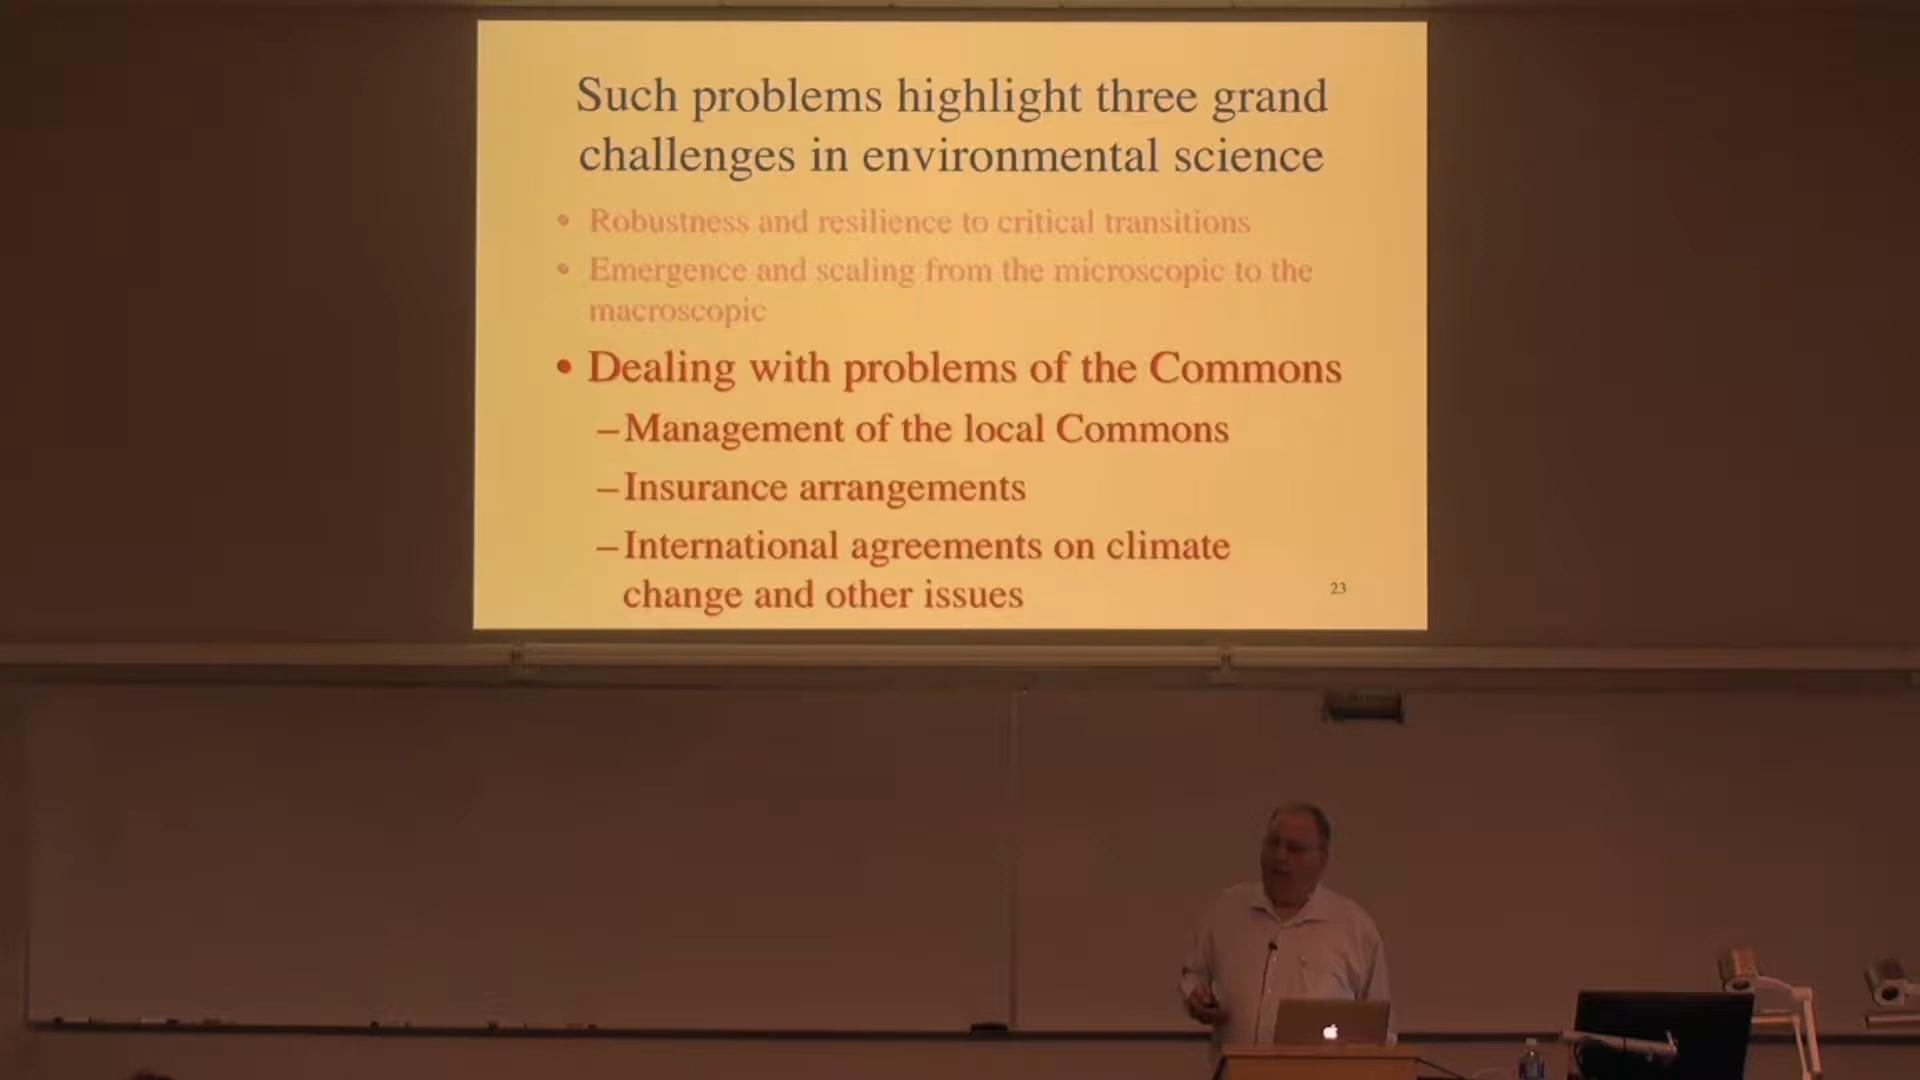 Such problems highlight three grand
challenges in environmental science
• Robustness and resilience to critical transitions
• Emergence and scaling from the microscopic to the
macroscopic
• Dealing with problems of the Commons
–Management of the local Commons
–Insurance arrangements
–International agreements on climate
change and other issues
23